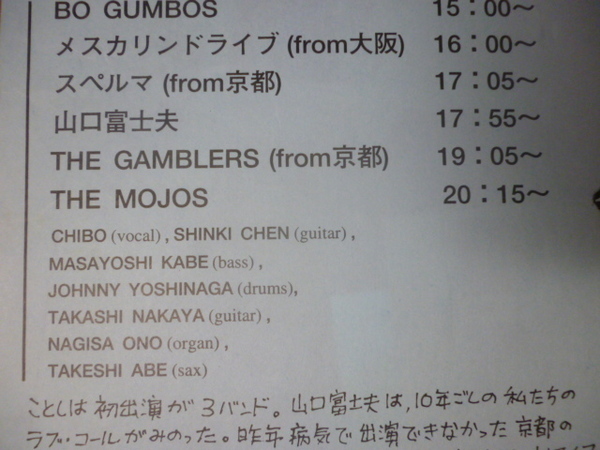 BO GUMBOS 15：00〜
メスカリンドライブ (from大阪) 16：00〜
スペルマ (from京都) 17：05〜
山口富士夫 17：55〜
THE GAMBLERS (from京都) 19：05〜
THE MOJOS 20：15〜
CHIBO (vocal) , SHINKI CHEN (guitar) ,
MASAYOSHI KABE (bass) ,
JOHNNY YOSHINAGA (drums),
TAKASHI NAKAYA (guitar) ,
NAGISA ONO (organ) ,
TAKESHI ABE (sax)
ことしは初出演が3バンド。山口富士夫は,10年ごしの私たちの
ラブ・コールがみのった。昨年病気で出演できなかった京都の